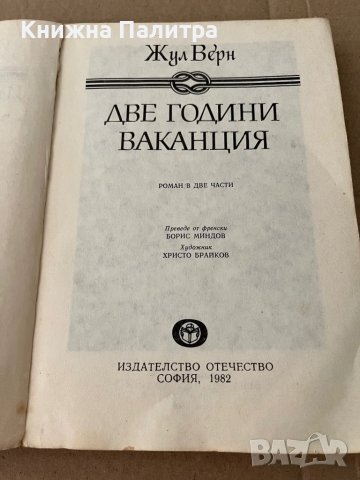 Книжна Палитра
Жул Верн
ДВЕ ГОДИНИ
ВАКАНЦИЯ
РОМАН В ДВЕ ЧАСТИ
Преведе от френски
БОРИС МИНДОВ
Художник
ХРИСТО БРАЙКОВ
ИЗДАТЕЛСТВО ОТЕЧЕСТВО
СОФИЯ, 1982
BAZAR